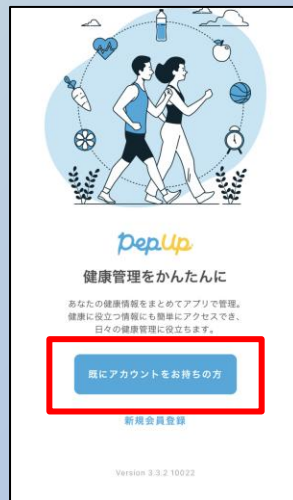 PepUp
健康管理をかんたんに
あなたの健康情報をまとめてアプリで管理。
健康に役立つ情報にも簡単にアクセスでき、
日々の健康管理に役立ちます。
既にアカウントをお持ちの方
新規会員登録
Version 3.3.2 10022